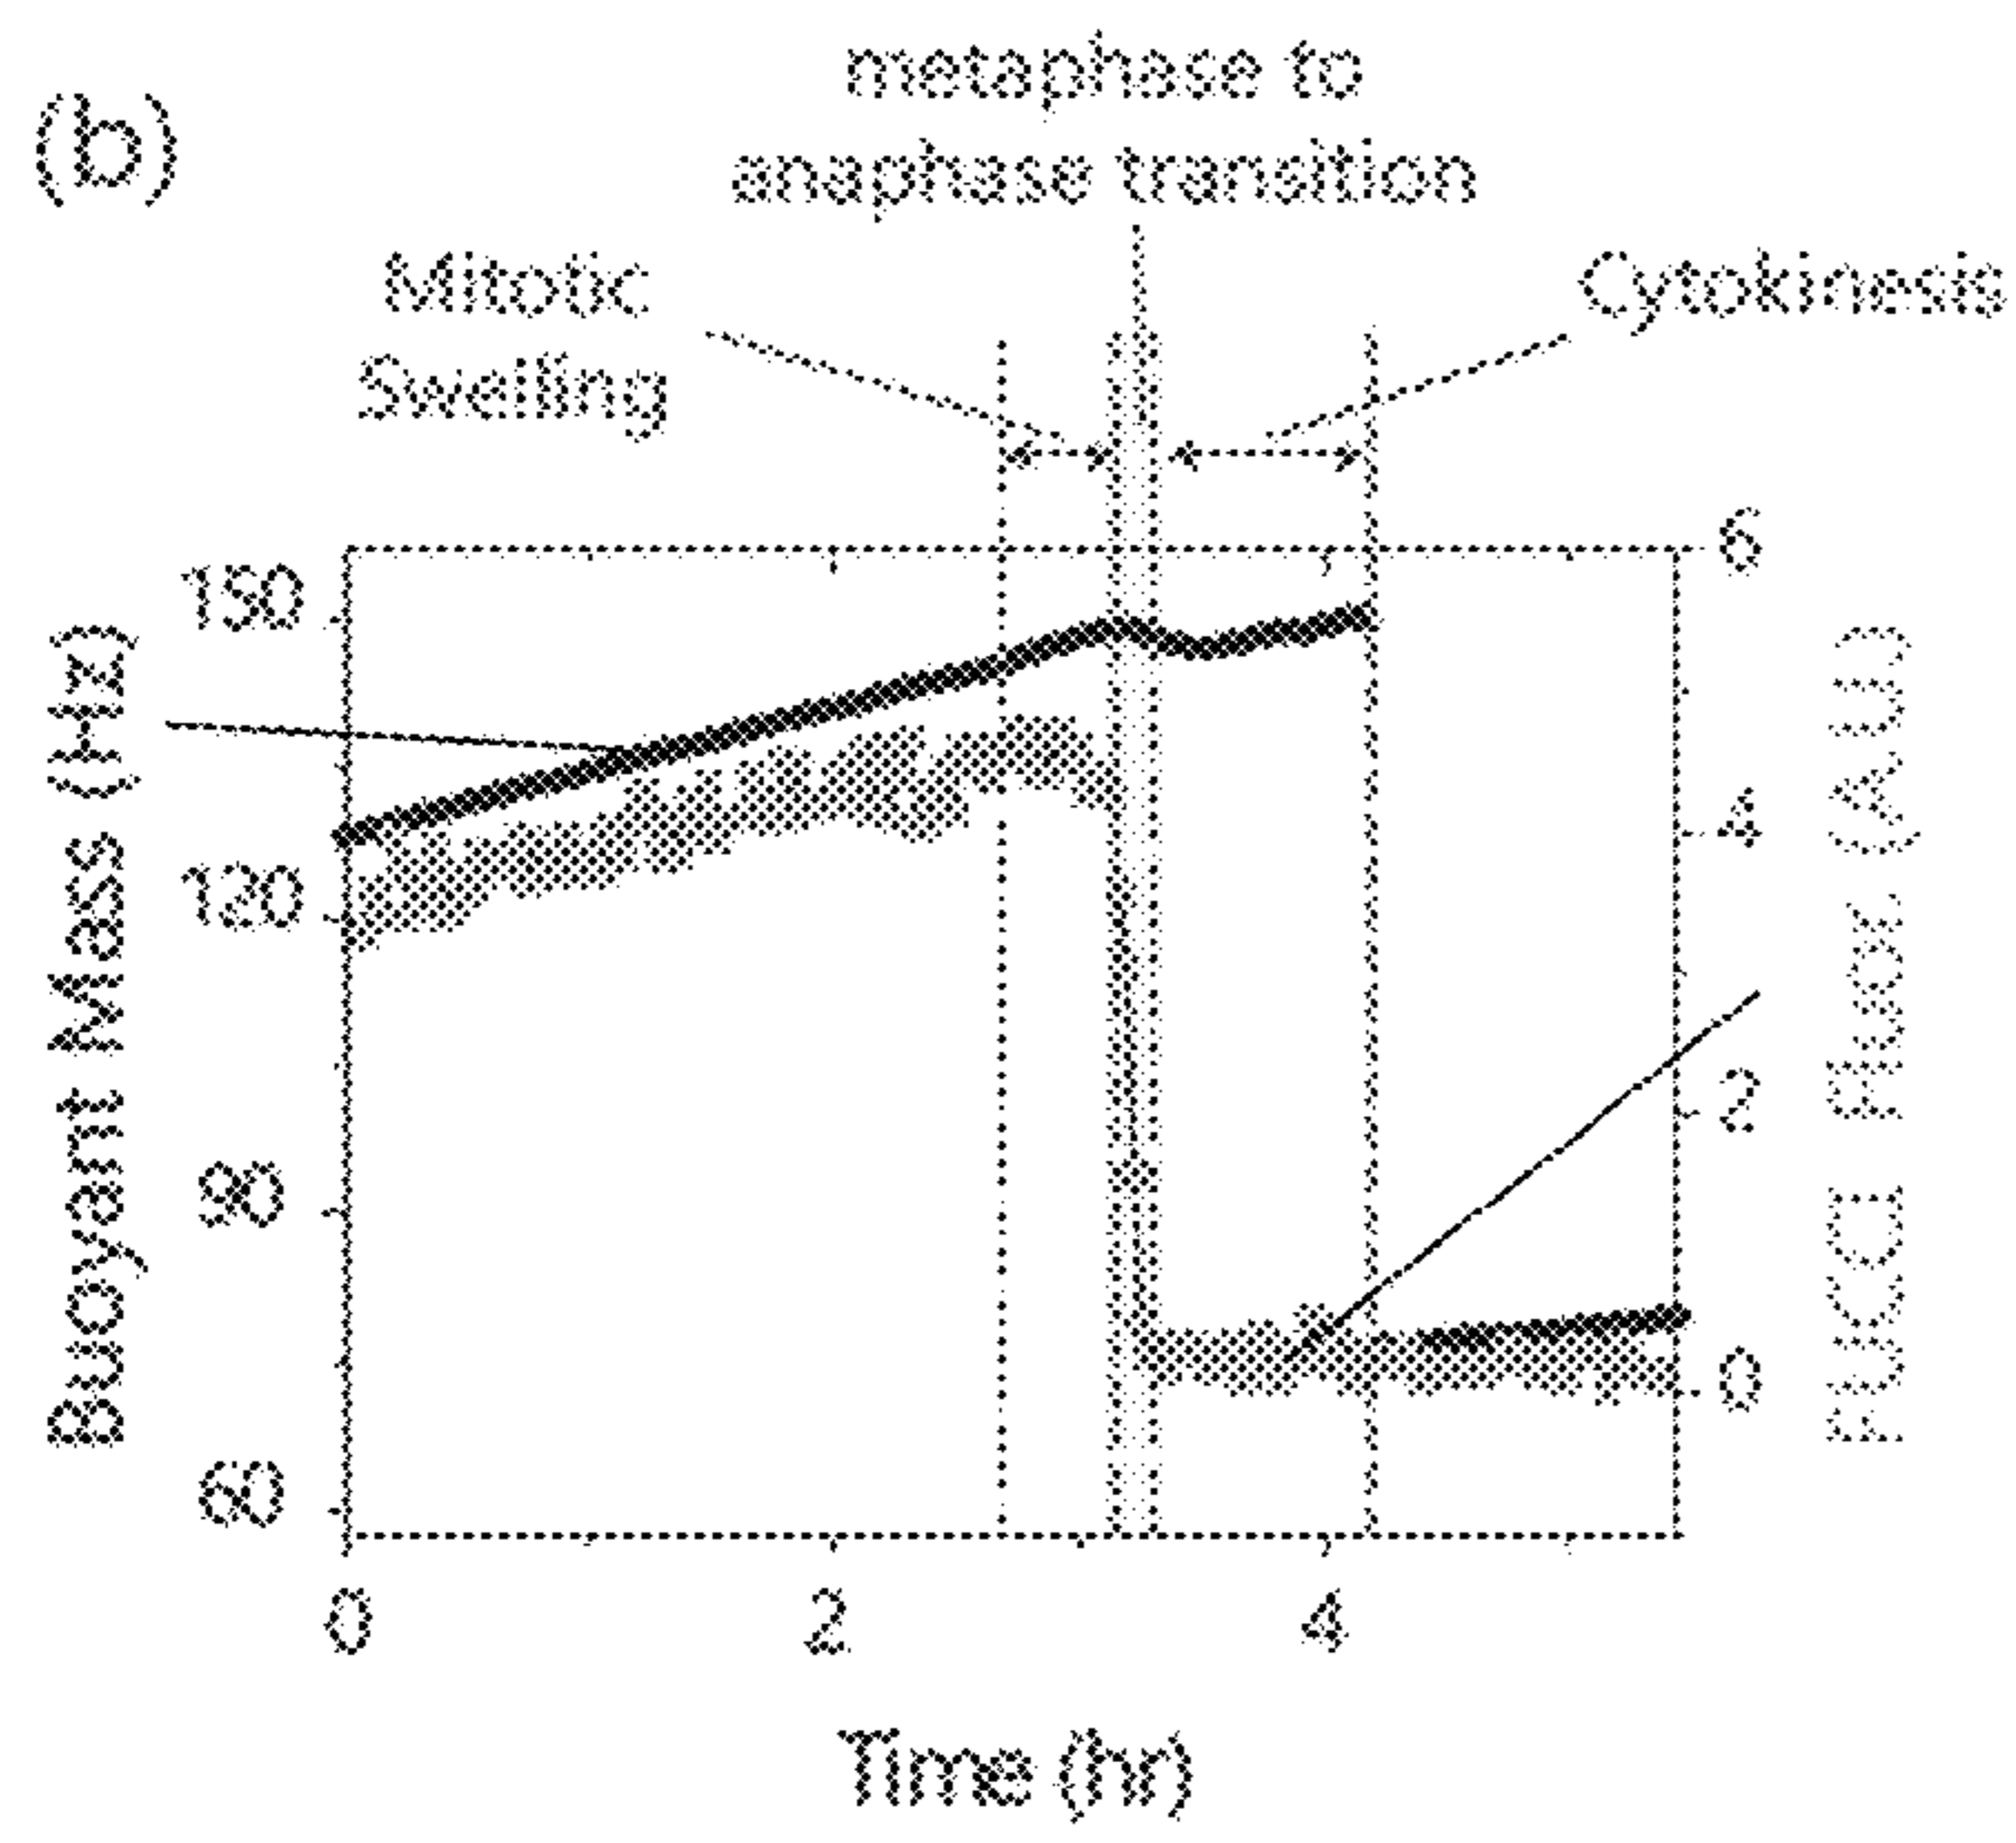 (b)
metaphase to
anaphase transition
Mitotic
Swelling
Cytokinesis
Buoyant Mass (Hz)
150
120
90
60
6
4
2
0
FUCCI Fluor. (A.U.)
0
2
4
Time (hr)